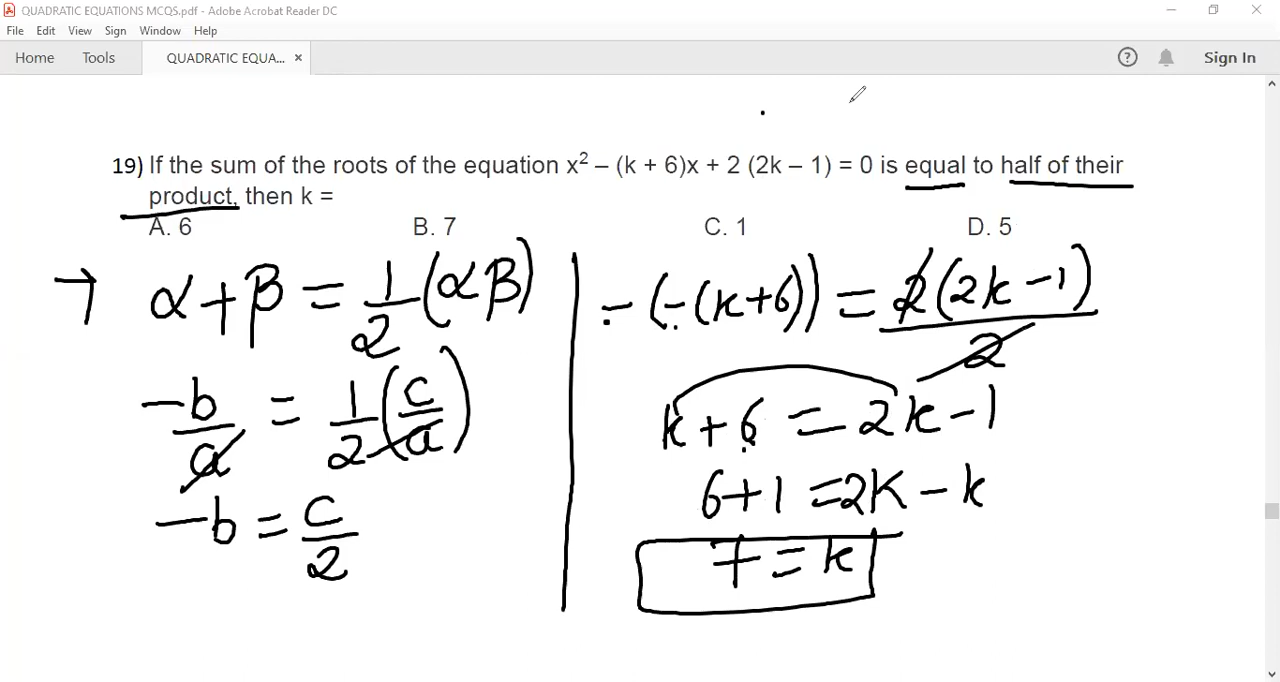 QUADRATIC EQUATIONS MCQS.pdf - Adobe Acrobat Reader DC
File Edit View Sign Window Help
Home Tools QUADRATIC EQUA... × Sign In
19) If the sum of the roots of the equation x² – (k + 6)x + 2 (2k – 1) = 0 is equal to half of their
product, then k =
A. 6 B. 7 C. 1 D. 5
→ α+β = 1/2 (αβ)
-b/a = 1/2 (c/a)
-b = c/2
-(-(k+6)) = 2(2k-1)/2
k+6 = 2k-1
6+1 = 2k-k
7 = k